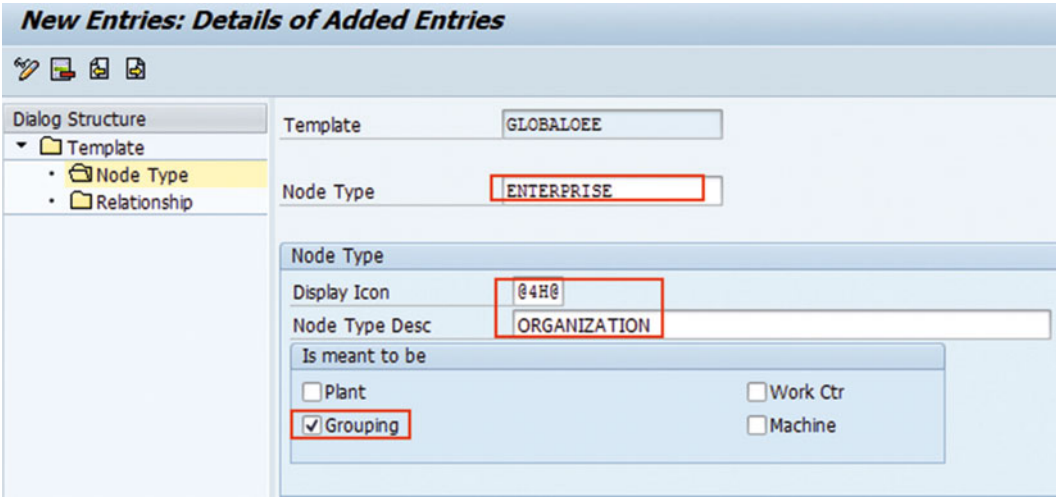 New Entries: Details of Added Entries
Dialog Structure
Template
Node Type
Relationship
Template GLOBALOEE
Node Type ENTERPRISE
Node Type
Display Icon @4H@
Node Type Desc ORGANIZATION
Is meant to be
Plant Work Ctr
Grouping Machine